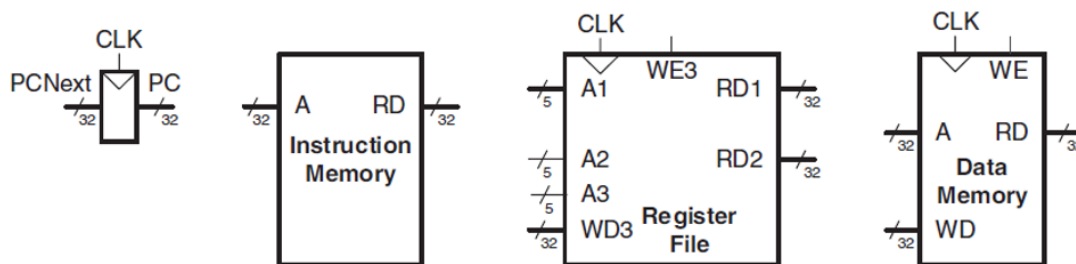 CLK
PCNext PC
32 32
A RD
32 32
Instruction
Memory
CLK
WE3
A1 RD1
5 32
A2 RD2
5 32
A3
5
WD3 Register
32 File
CLK
WE
A RD
32 32
Data
Memory
WD
32